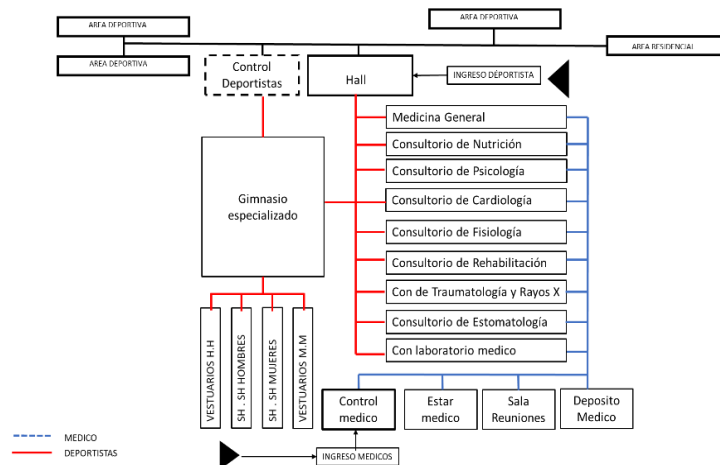 AREA DEPORTIVA
AREA DEPORTIVA
AREA RESIDENCIAL
AREA DEPORTIVA
Control
Deportistas
Hall
INGRESO DÉPORTISTA
Medicina General
Consultorio de Nutrición
Consultorio de Psicología
Consultorio de Cardiología
Gimnasio
especializado
Consultorio de Fisiología
Consultorio de Rehabilitación
Con de Traumatología y Rayos X
Consultorio de Estomatología
Con laboratorio medico
VESTUARIOS H.H
SH . SH HOMBRES
SH . SH MUJERES
VESTUARIOS M.M
Control
medico
Estar
medico
Sala
Reuniones
Deposito
Medico
MEDICO
DEPORTISTAS
INGRESO MEDICOS